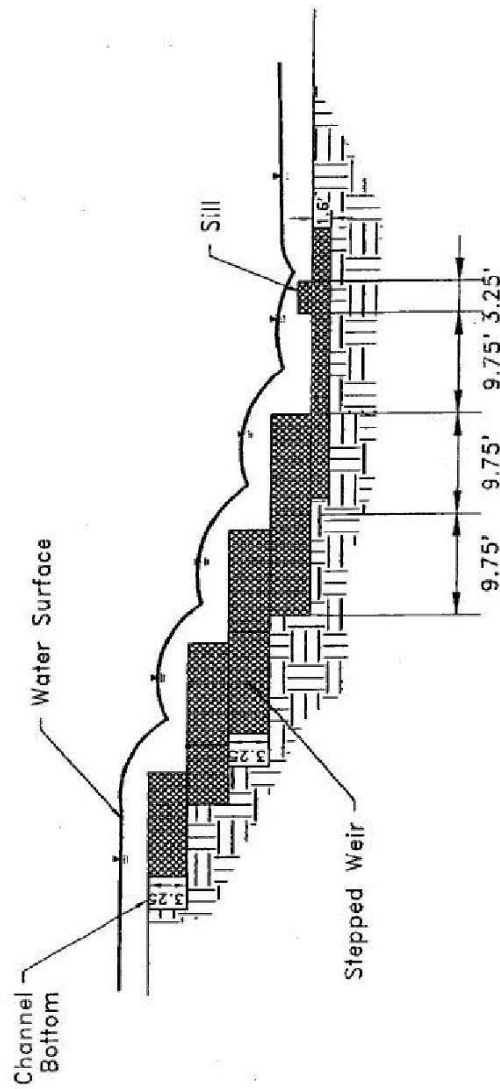 Channel
Bottom
Water Surface
Sill
3.25
3.25
1.6'
Stepped Weir
9.75'
9.75'
9.75'
3.25'